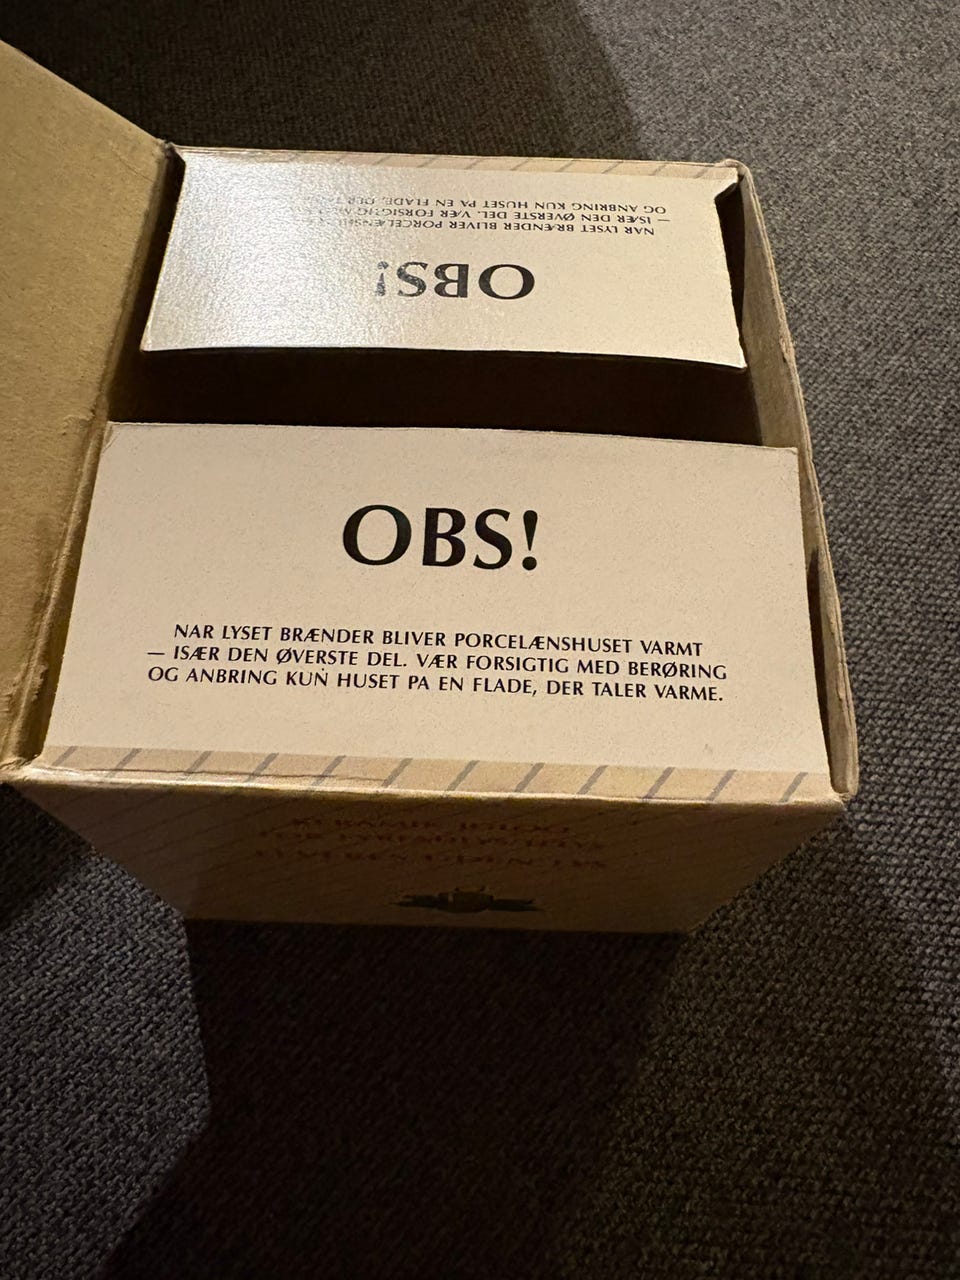 OG ANBRING KUN HUSET PA EN FLADE, DER
— ISÆR DEN ØVERSTE DEL. VÆR FORSIGTIG
NAR LYSET BRÆNDER BLIVER PORCELÆNSH
OBS!
OBS!
NAR LYSET BRÆNDER BLIVER PORCELÆNSHUSET VARMT
— ISÆR DEN ØVERSTE DEL. VÆR FORSIGTIG MED BERØRING
OG ANBRING KUN HUSET PA EN FLADE, DER TALER VARME.